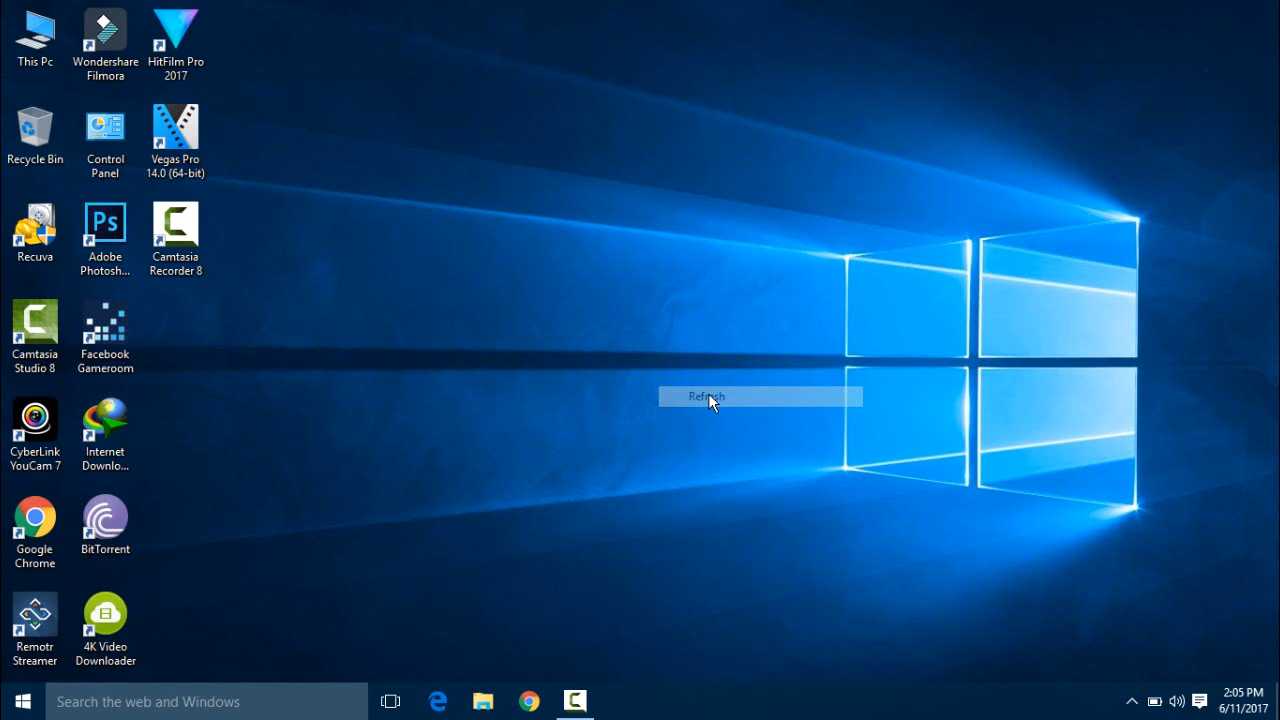 This Pc
Wondershare
Filmora
HitFilm Pro
2017
Recycle Bin
Control
Panel
Vegas Pro
14.0 (64-bit)
Recuva
Ps
Adobe
Photosh...
Camtasia
Recorder 8
Camtasia
Studio 8
Facebook
Gameroom
CyberLink
YouCam 7
Internet
Downlo...
Google
Chrome
BitTorrent
Remotr
Streamer
4K Video
Downloader
Refresh
Search the web and Windows
2:05 PM
6/11/2017